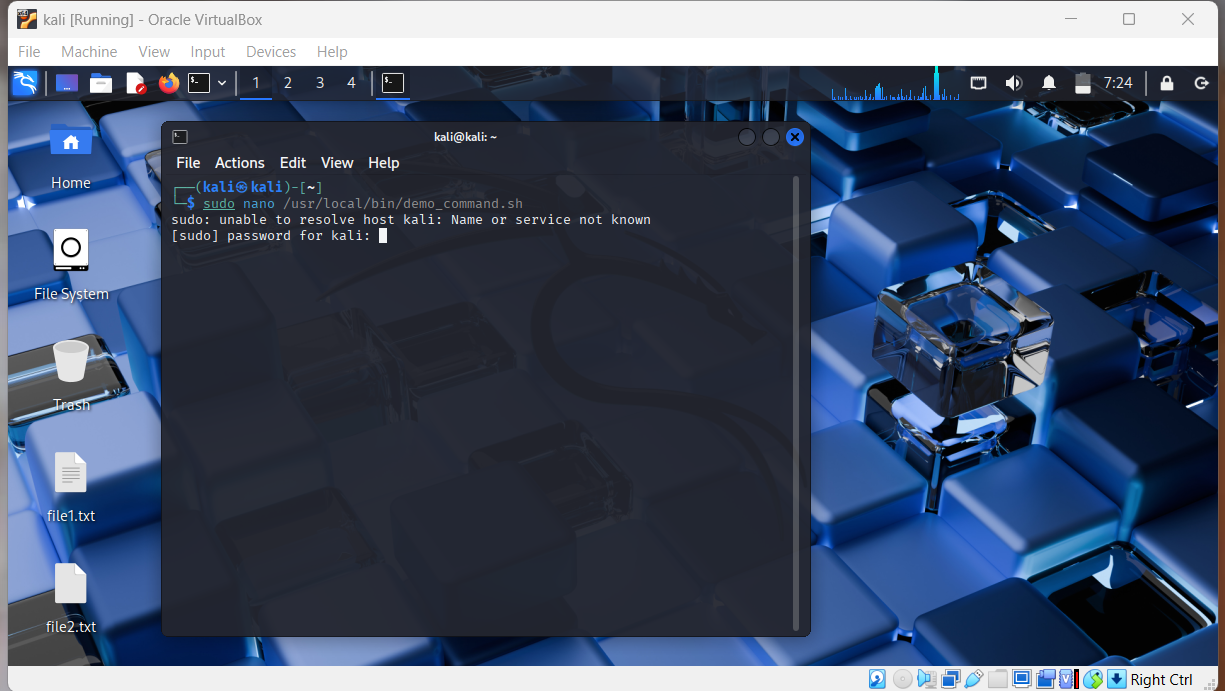 kali [Running] - Oracle VirtualBox
File Machine View Input Devices Help
1 2 3 4 7:24
kali@kali: ~
File Actions Edit View Help
┌──(kali㉿kali)-[~]
└─$ sudo nano /usr/local/bin/demo_command.sh
sudo: unable to resolve host kali: Name or service not known
[sudo] password for kali:
Home
File System
Trash
file1.txt
file2.txt
Right Ctrl